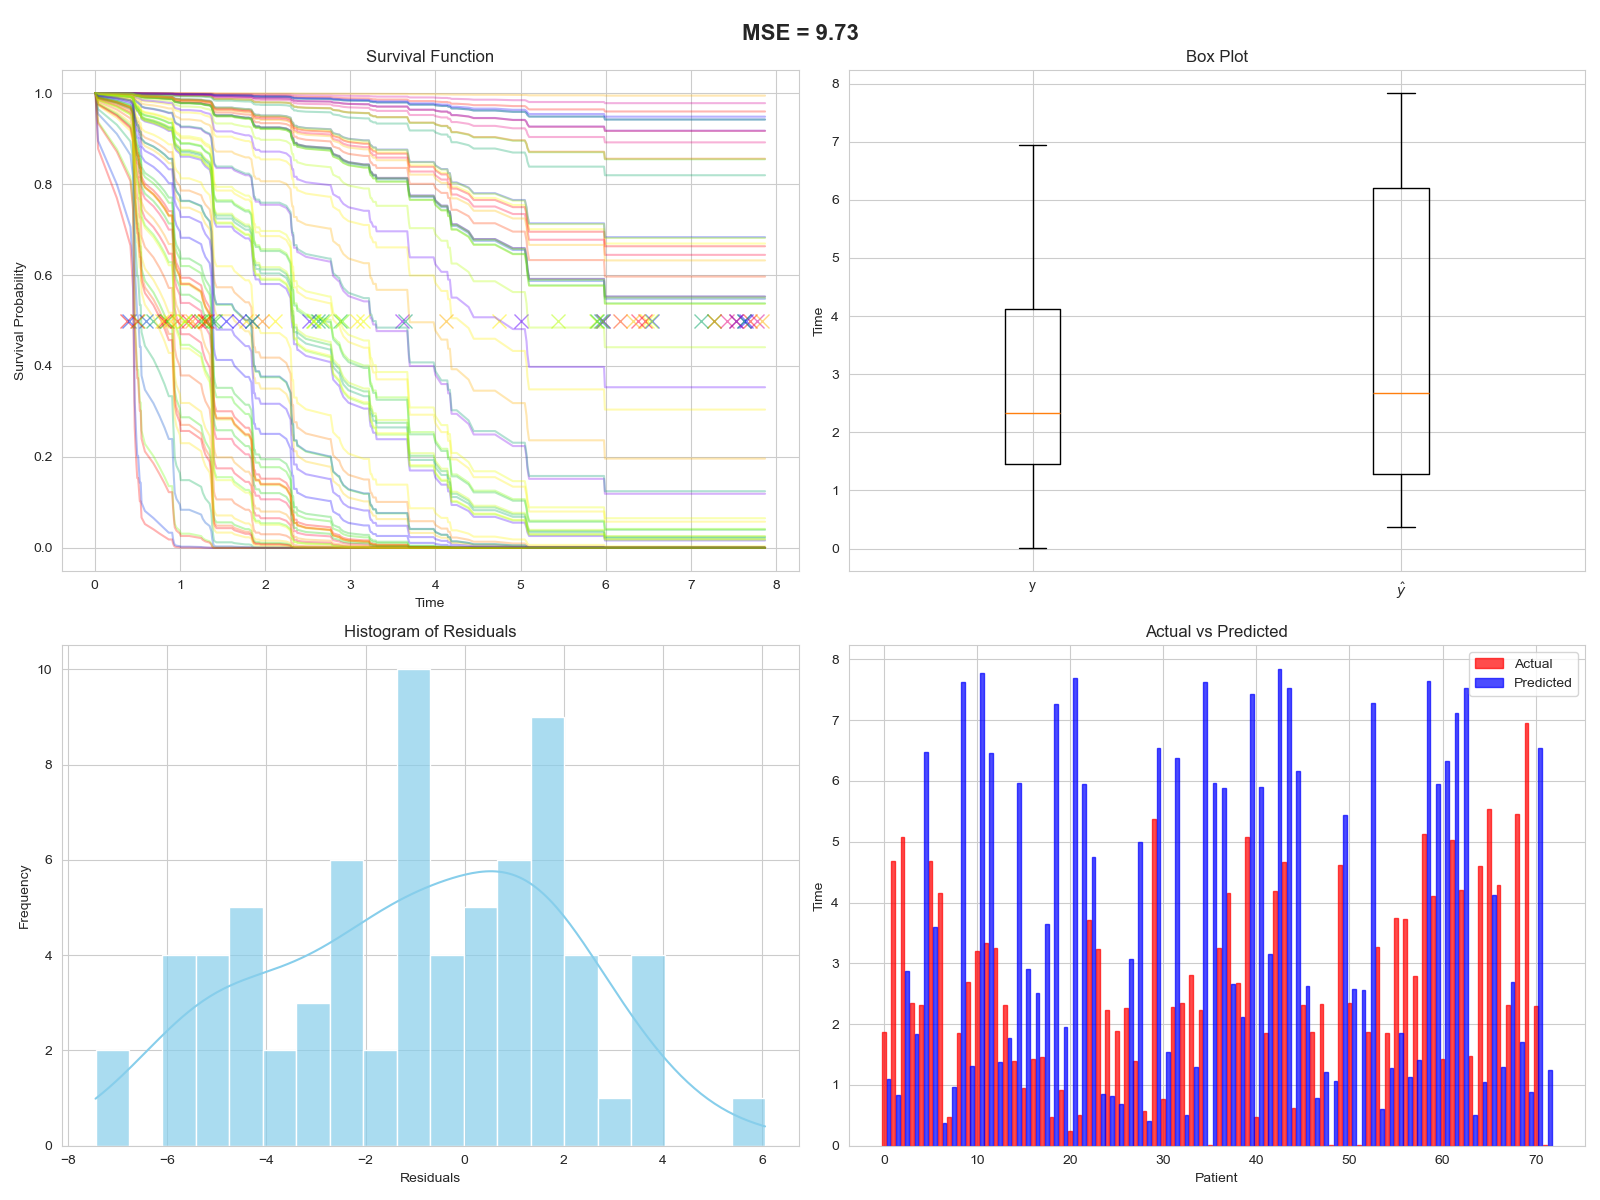 MSE = 9.73
Survival Function
Survival Probability
1.0
0.8
0.6
0.4
0.2
0.0
0 1 2 3 4 5 6 7 8
Time
Box Plot
Time
8
7
6
5
4
3
2
1
0
y ŷ
Histogram of Residuals
Frequency
10
8
6
4
2
0
−8 −6 −4 −2 0 2 4 6
Residuals
Actual vs Predicted
Actual
Predicted
Time
8
7
6
5
4
3
2
1
0
0 10 20 30 40 50 60 70
Patient